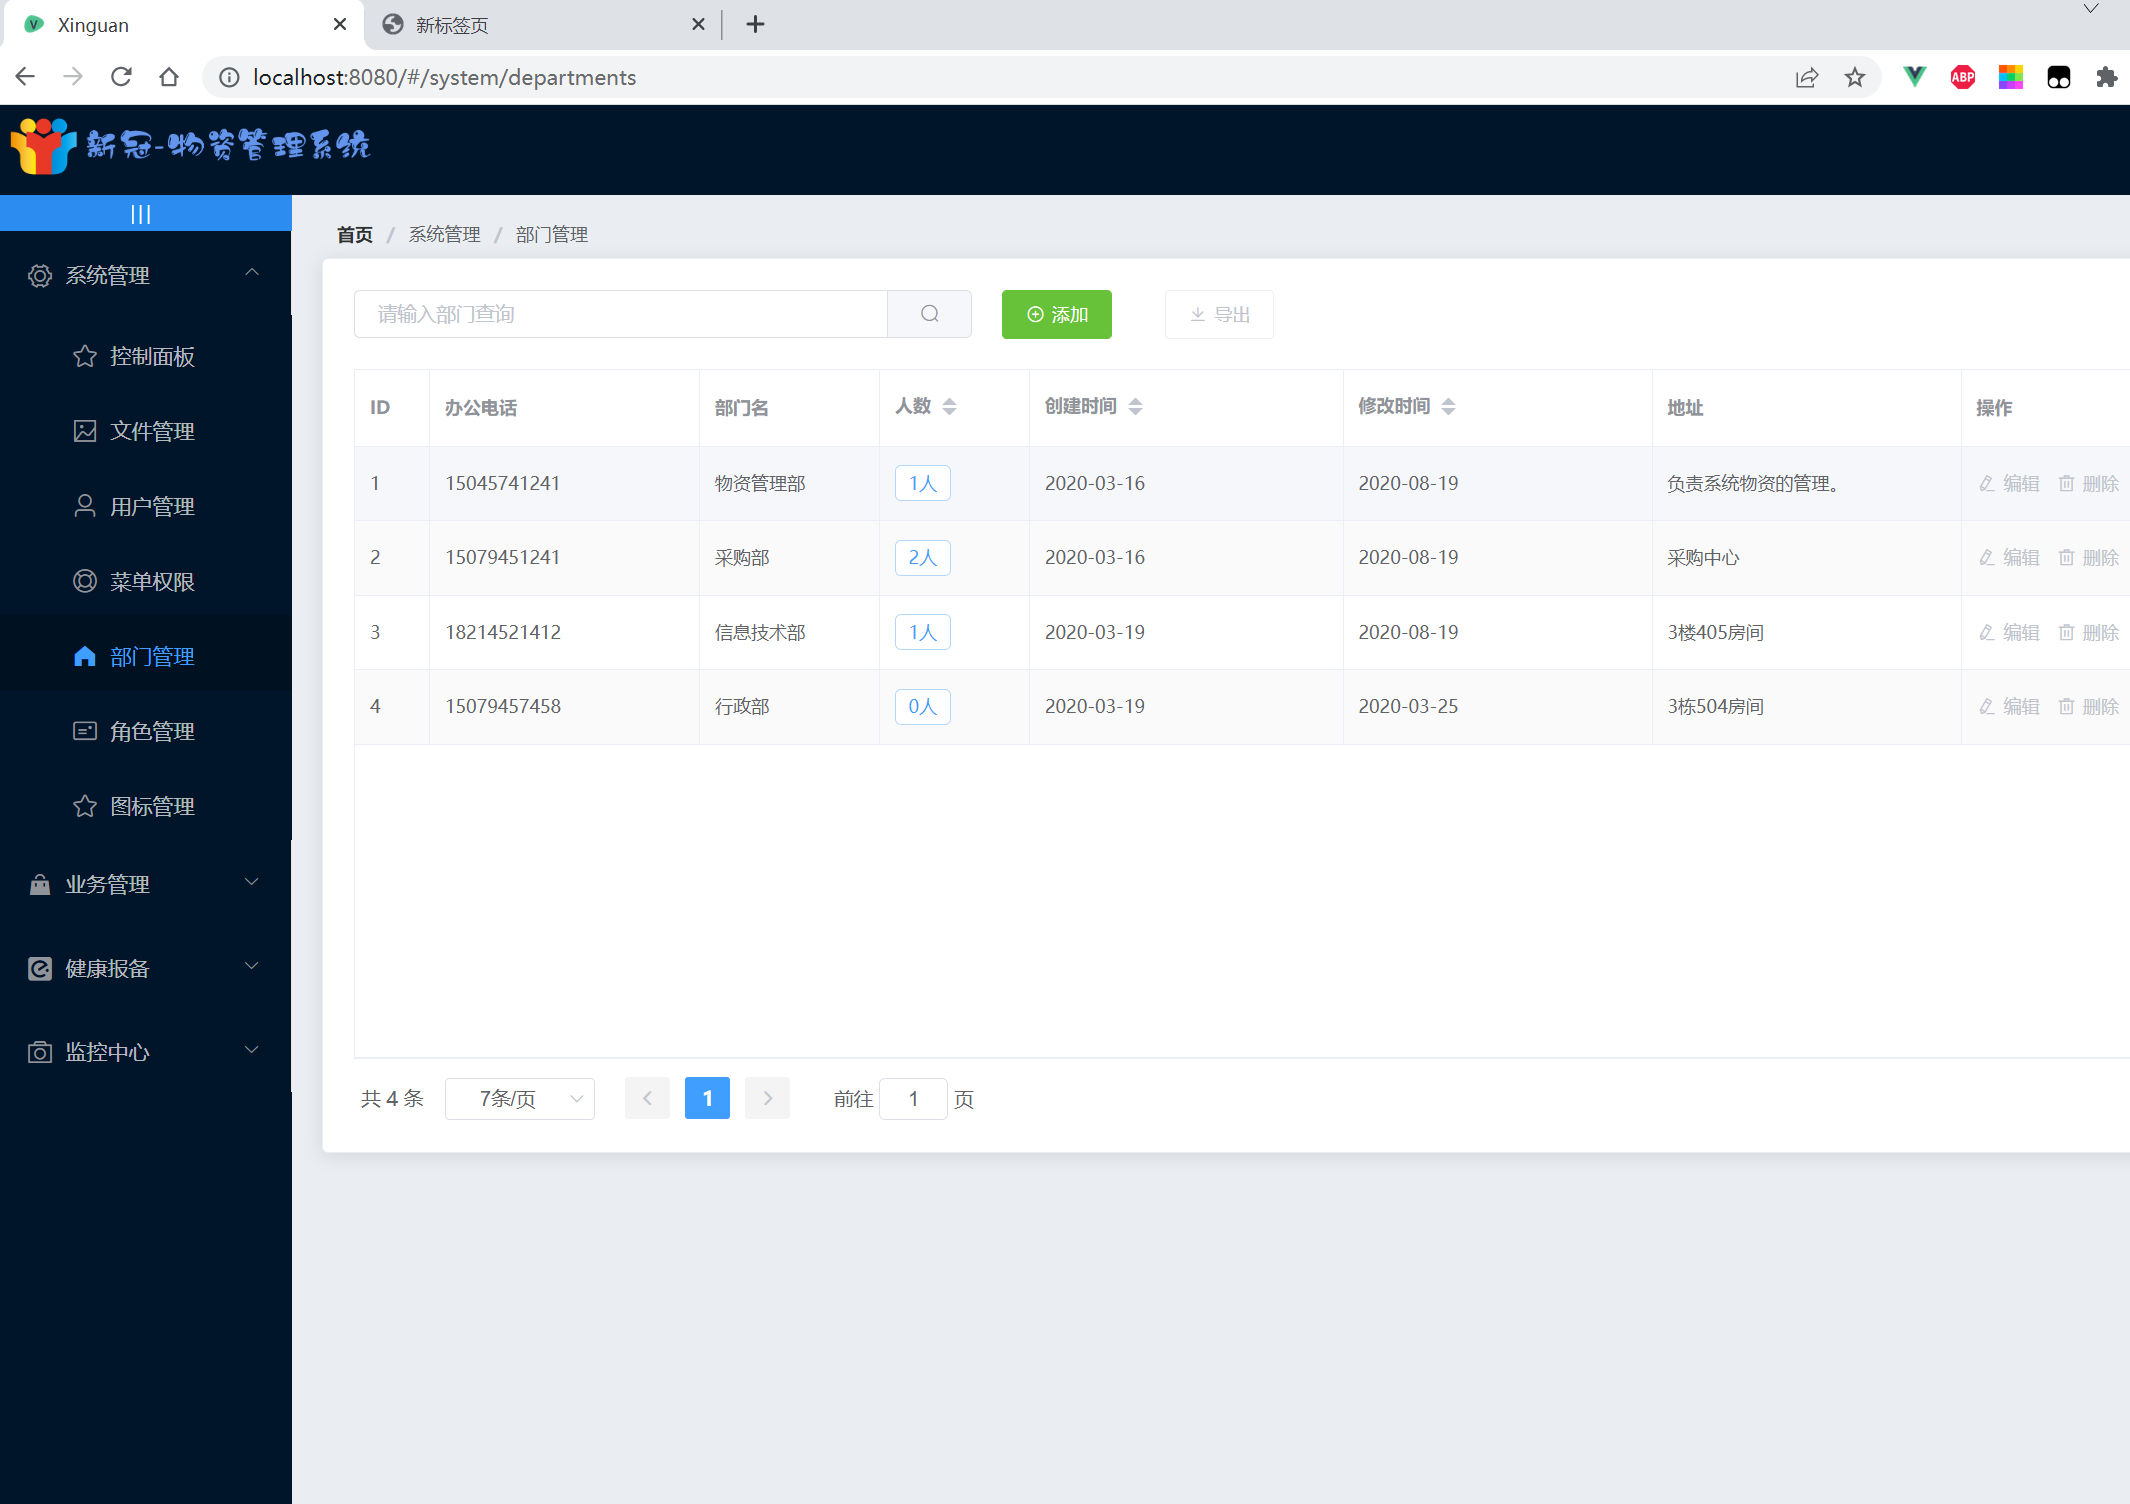 Xinguan
新标签页
localhost:8080/#/system/departments
ABP
新冠-物资管理系统
首页 / 系统管理 / 部门管理
系统管理
控制面板
文件管理
用户管理
菜单权限
部门管理
角色管理
图标管理
业务管理
健康报备
监控中心
请输入部门查询 添加 导出
ID 办公电话 部门名 人数 创建时间 修改时间 地址 操作
1 15045741241 物资管理部 1人 2020-03-16 2020-08-19 负责系统物资的管理。 编辑 删除
2 15079451241 采购部 2人 2020-03-16 2020-08-19 采购中心 编辑 删除
3 18214521412 信息技术部 1人 2020-03-19 2020-08-19 3楼405房间 编辑 删除
4 15079457458 行政部 0人 2020-03-19 2020-03-25 3栋504房间 编辑 删除
共 4 条 7条/页 1 前往 1 页